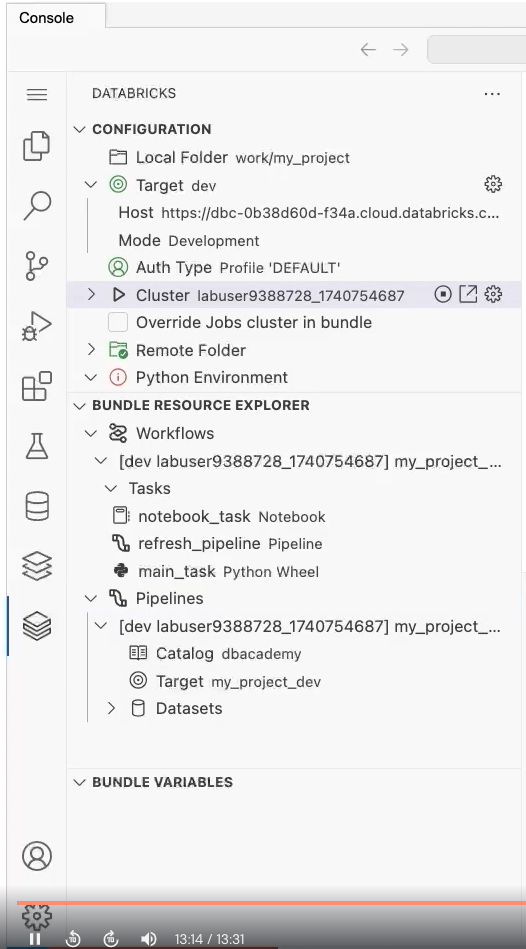 Console
DATABRICKS
CONFIGURATION
Local Folder work/my_project
Target dev
Host https://dbc-0b38d60d-f34a.cloud.databricks.c...
Mode Development
Auth Type Profile 'DEFAULT'
Cluster labuser9388728_1740754687
Override Jobs cluster in bundle
Remote Folder
Python Environment
BUNDLE RESOURCE EXPLORER
Workflows
[dev labuser9388728_1740754687] my_project_...
Tasks
notebook_task Notebook
refresh_pipeline Pipeline
main_task Python Wheel
Pipelines
[dev labuser9388728_1740754687] my_project_...
Catalog dbacademy
Target my_project_dev
Datasets
BUNDLE VARIABLES
10 10 13:14 / 13:31